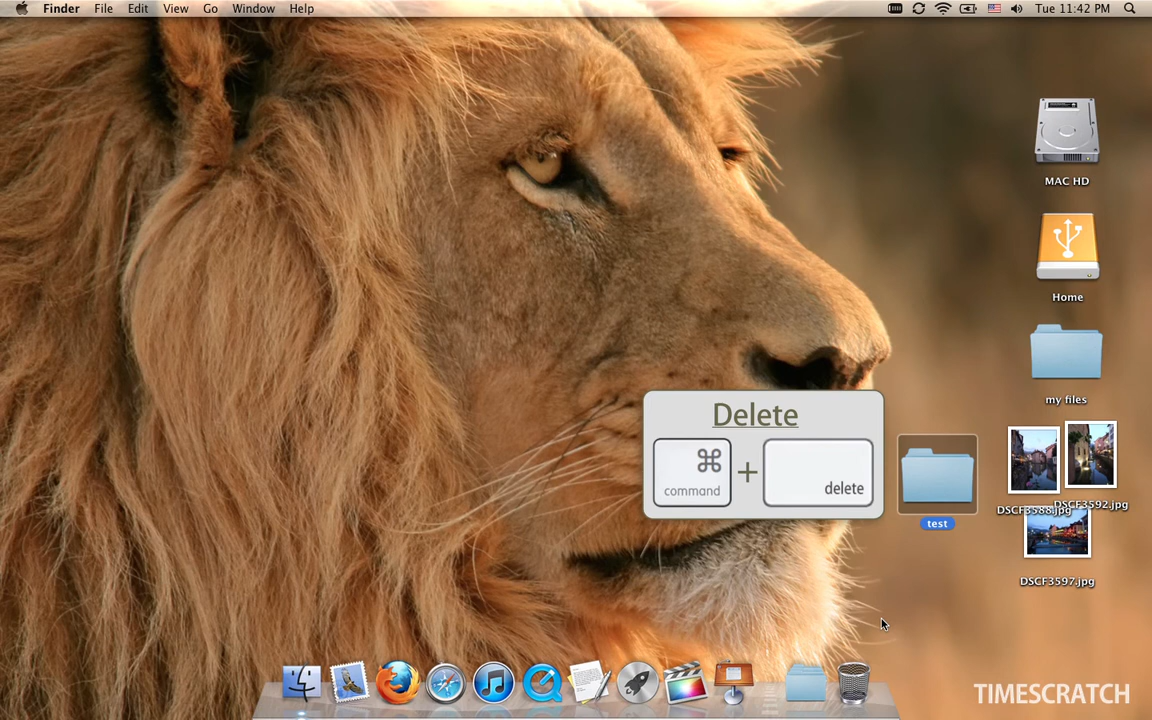 Finder File Edit View Go Window Help Tue 11:42 PM
MAC HD
Home
my files
Delete
command + delete
test
DSCF3588.jpg
DSCF3592.jpg
DSCF3597.jpg
TIMESCRATCH